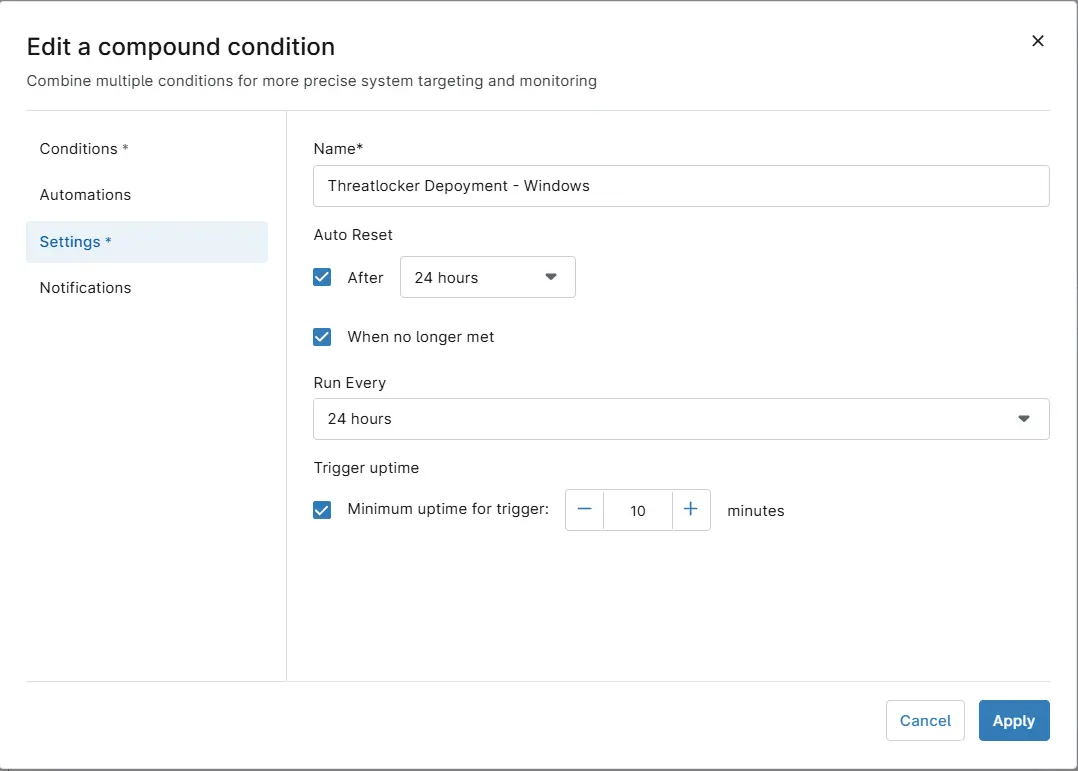 Edit a compound condition
Combine multiple conditions for more precise system targeting and monitoring
Conditions *
Automations
Settings *
Notifications
Name*
Threatlocker Depoyment - Windows
Auto Reset
After 24 hours
When no longer met
Run Every
24 hours
Trigger uptime
Minimum uptime for trigger: 10 minutes
Cancel Apply